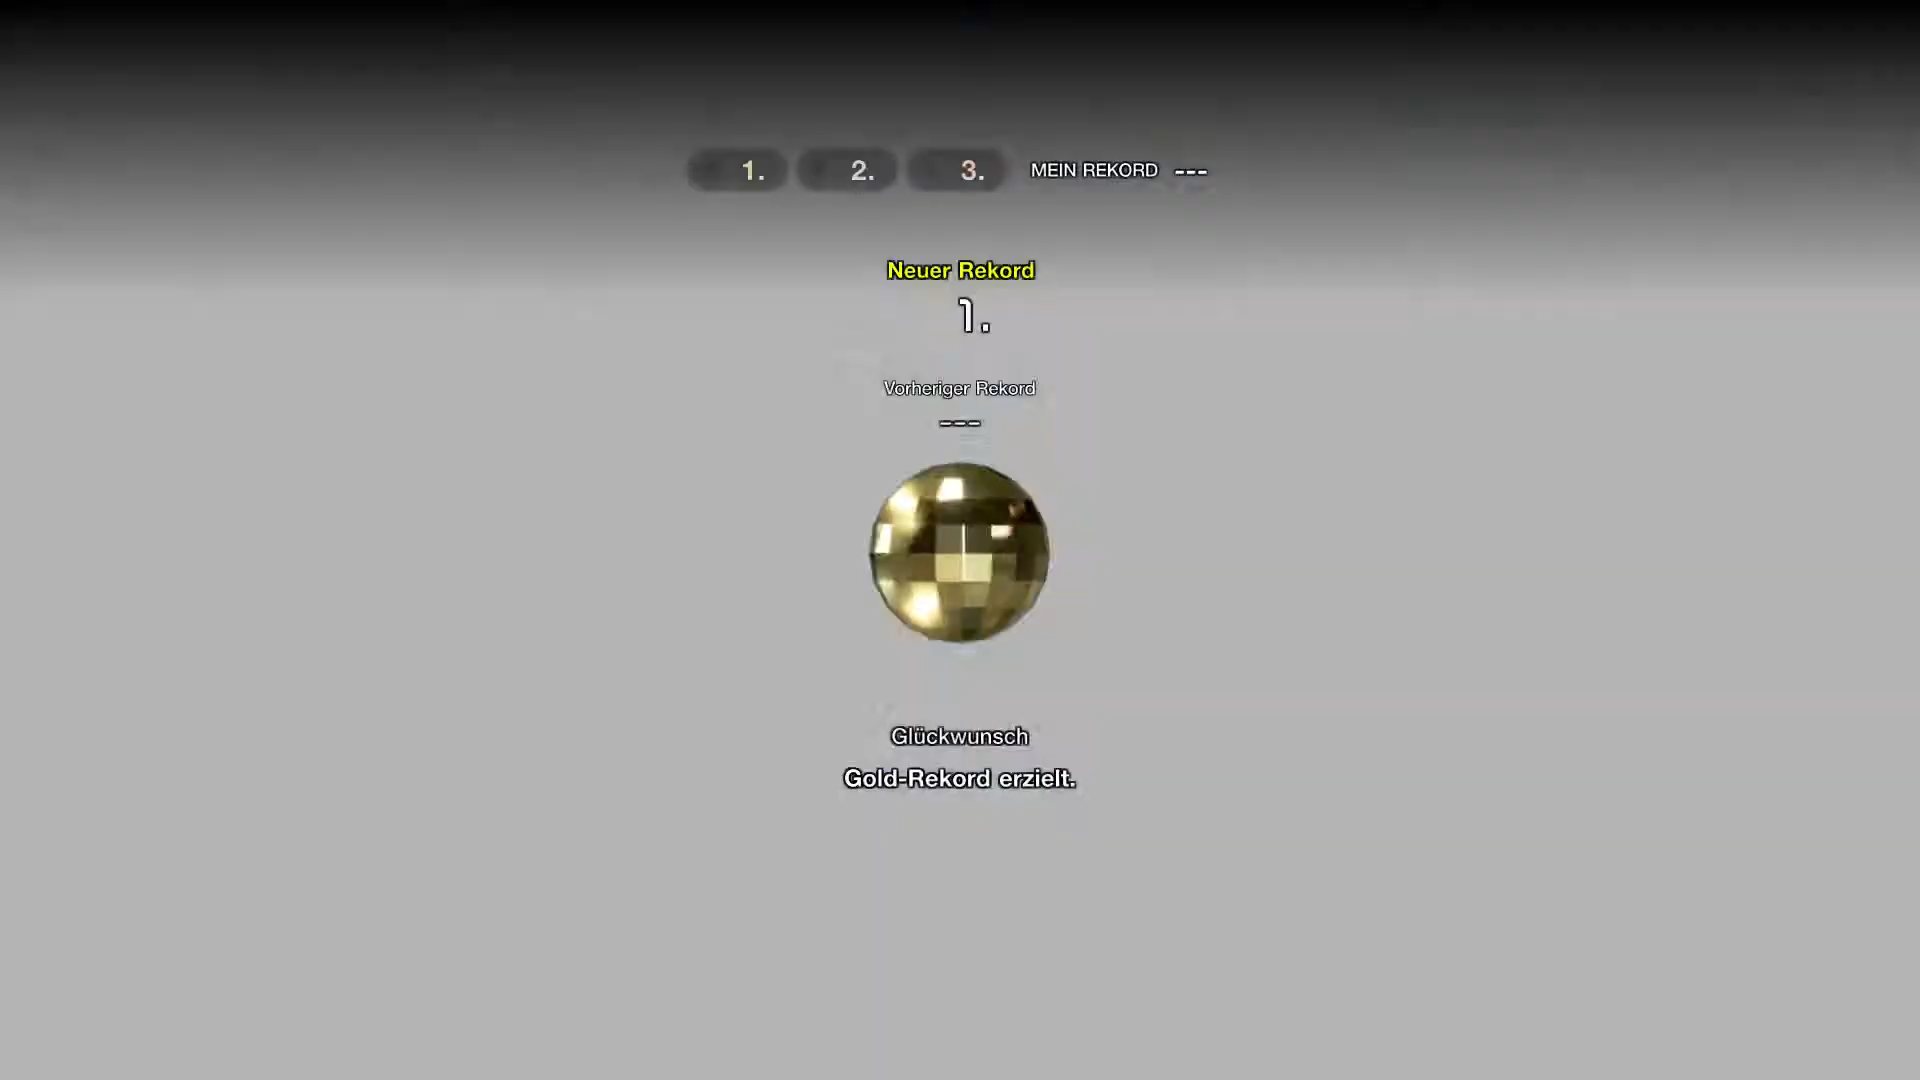 1. 2. 3. MEIN REKORD ---
Neuer Rekord
1.
Vorheriger Rekord
---
Glückwunsch
Gold-Rekord erzielt.